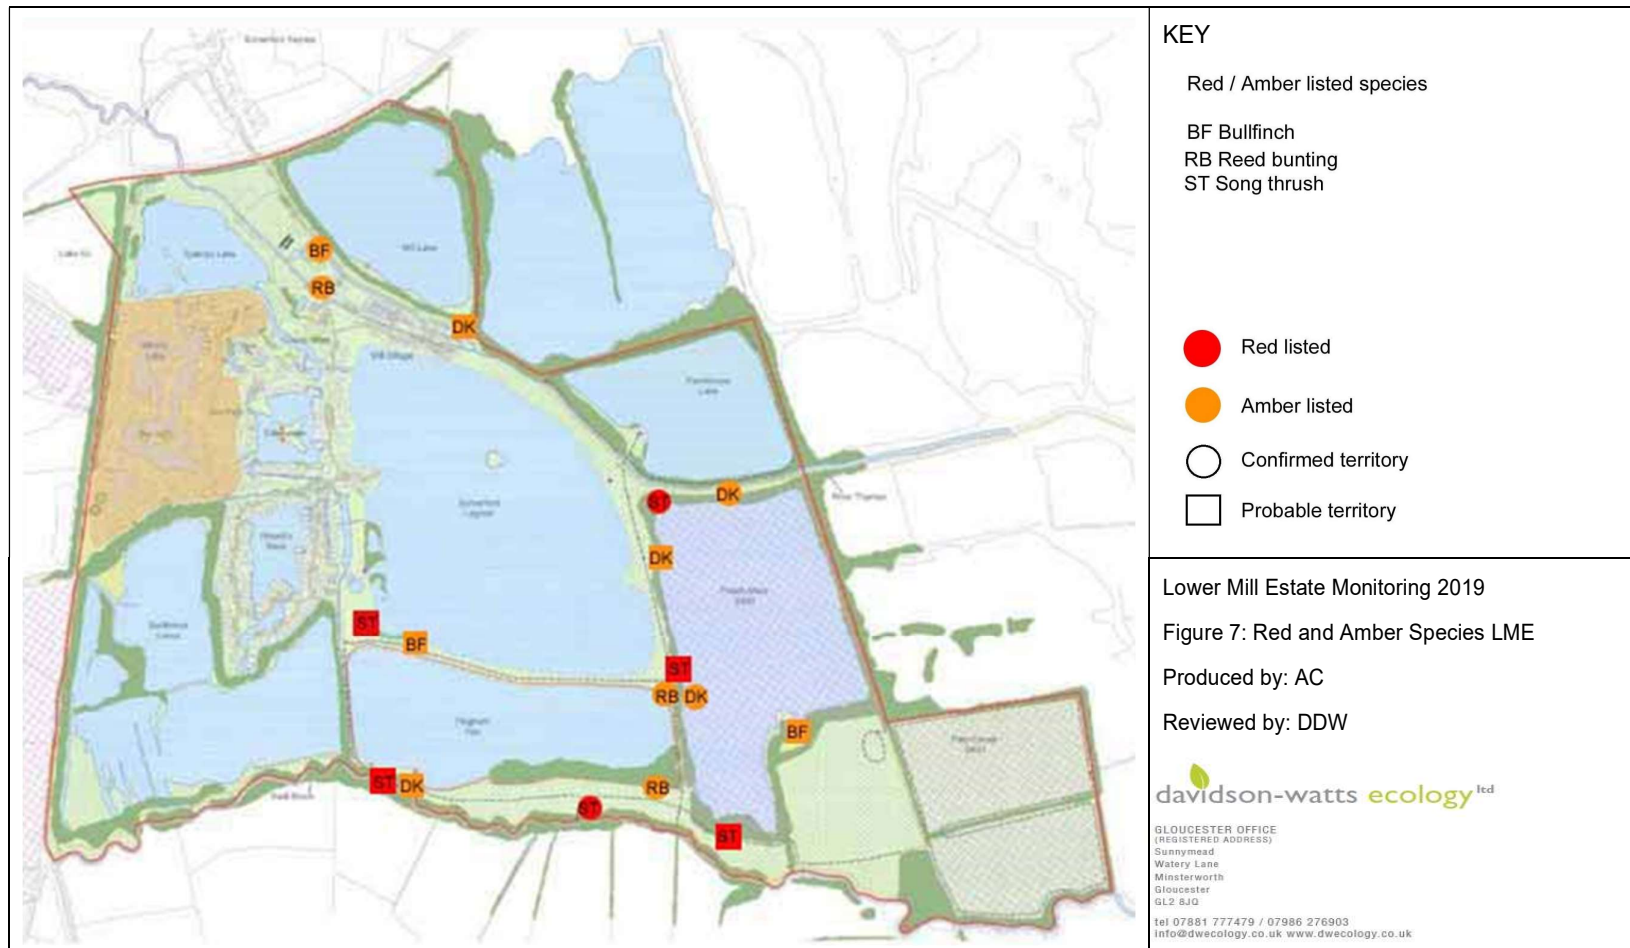 BF
RB
DK
ST
DK
DK
ST
BF
ST
RB
DK
BF
ST
DK
RB
ST
ST
KEY
Red / Amber listed species
BF Bullfinch
RB Reed bunting
ST Song thrush
Red listed
Amber listed
Confirmed territory
Probable territory
Lower Mill Estate Monitoring 2019
Figure 7: Red and Amber Species LME
Produced by: AC
Reviewed by: DDW
davidson-watts ecology ltd
GLOUCESTER OFFICE
(REGISTERED ADDRESS)
Sunnymead
Watery Lane
Minsterworth
Gloucester
GL2 8JQ
tel 07881 777479 / 07986 276903
info@dwecology.co.uk www.dwecology.co.uk